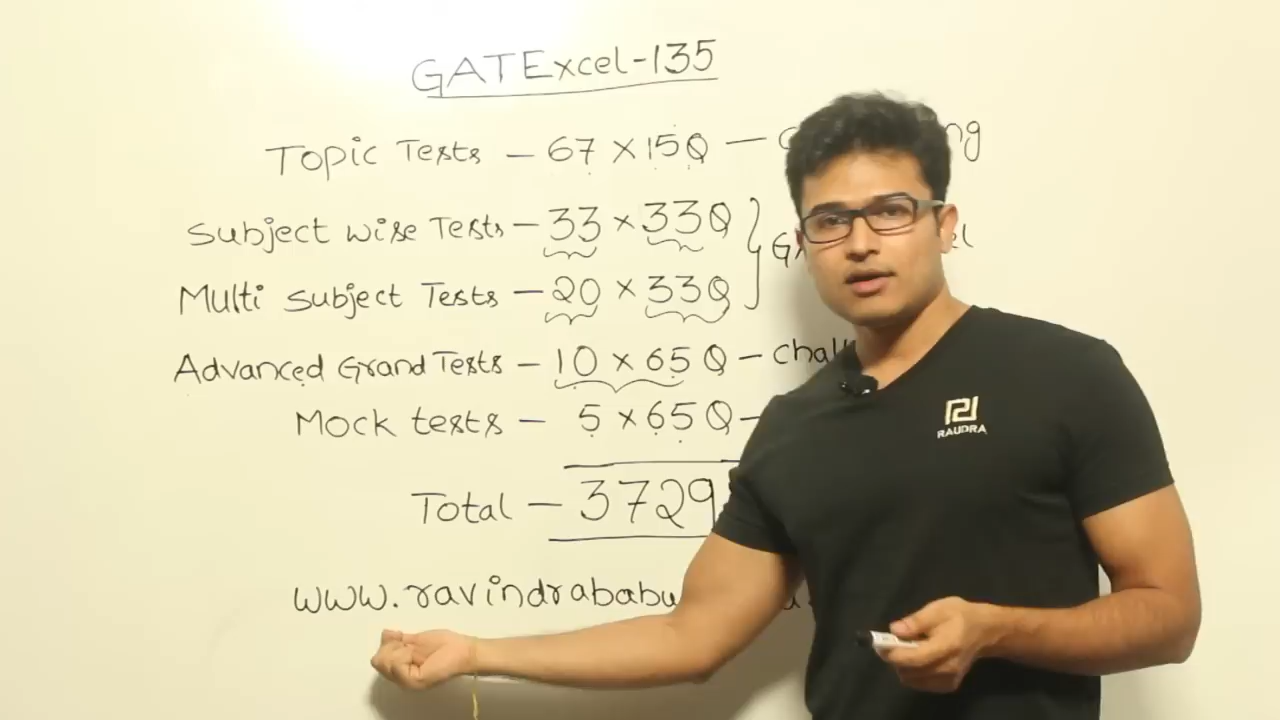 GATExcel-135
Topic Tests - 67 x 15Q -
Subject wise Tests - 33 x 33Q
Multi Subject Tests - 20 x 33Q
Advanced Grand Tests - 10 x 65Q -
Mock tests - 5 x 65Q -
Total - 3729
www.ravindrababu
RAUDRA